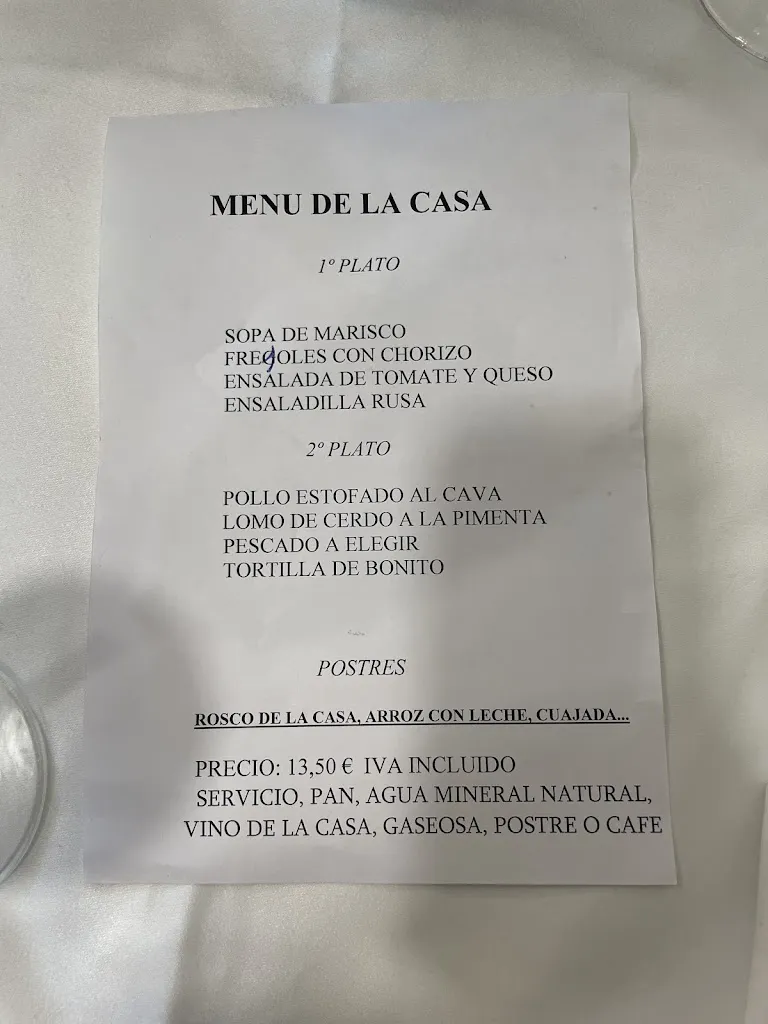 MENU DE LA CASA
1º PLATO
SOPA DE MARISCO
FREJOLES CON CHORIZO
ENSALADA DE TOMATE Y QUESO
ENSALADILLA RUSA
2º PLATO
POLLO ESTOFADO AL CAVA
LOMO DE CERDO A LA PIMENTA
PESCADO A ELEGIR
TORTILLA DE BONITO
POSTRES
ROSCO DE LA CASA, ARROZ CON LECHE, CUAJADA...
PRECIO: 13,50 € IVA INCLUIDO
SERVICIO, PAN, AGUA MINERAL NATURAL,
VINO DE LA CASA, GASEOSA, POSTRE O CAFE